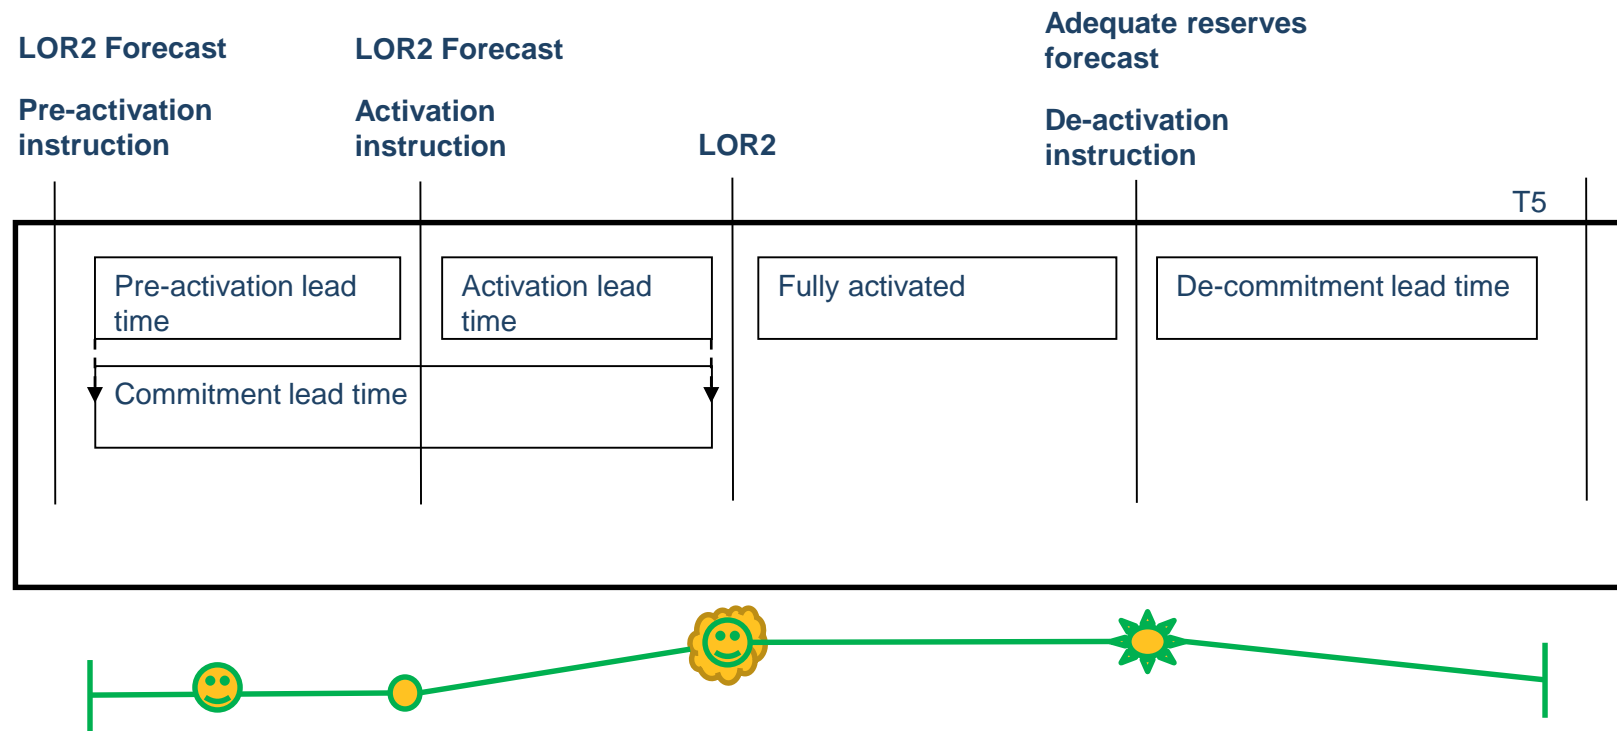 LOR2 Forecast
Pre-activation
instruction
LOR2 Forecast
Activation
instruction
LOR2
Adequate reserves
forecast
De-activation
instruction
T5
Pre-activation lead
time
Activation lead
time
Fully activated
De-commitment lead time
Commitment lead time